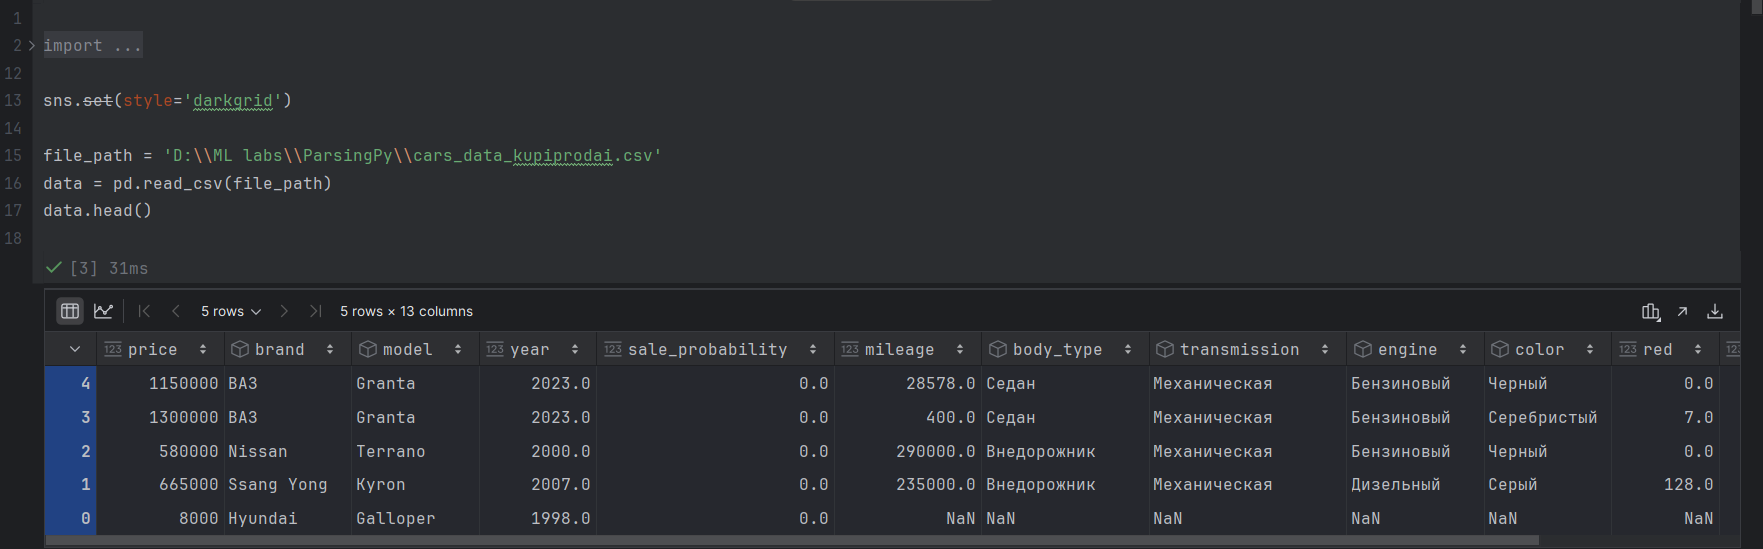 1
2 import ...
12
13 sns.set(style='darkgrid')
14
15 file_path = 'D:\\ML labs\\ParsingPy\\cars_data_kupiprodai.csv'
16 data = pd.read_csv(file_path)
17 data.head()
18
[3] 31ms
5 rows 5 rows × 13 columns
123 price brand model 123 year 123 sale_probability 123 mileage body_type transmission engine color 123 red 123
4 1150000 ВАЗ Granta 2023.0 0.0 28578.0 Седан Механическая Бензиновый Черный 0.0
3 1300000 ВАЗ Granta 2023.0 0.0 400.0 Седан Механическая Бензиновый Серебристый 7.0
2 580000 Nissan Terrano 2000.0 0.0 290000.0 Внедорожник Механическая Бензиновый Черный 0.0
1 665000 Ssang Yong Kyron 2007.0 0.0 235000.0 Внедорожник Механическая Дизельный Серый 128.0
0 8000 Hyundai Galloper 1998.0 0.0 NaN NaN NaN NaN NaN NaN